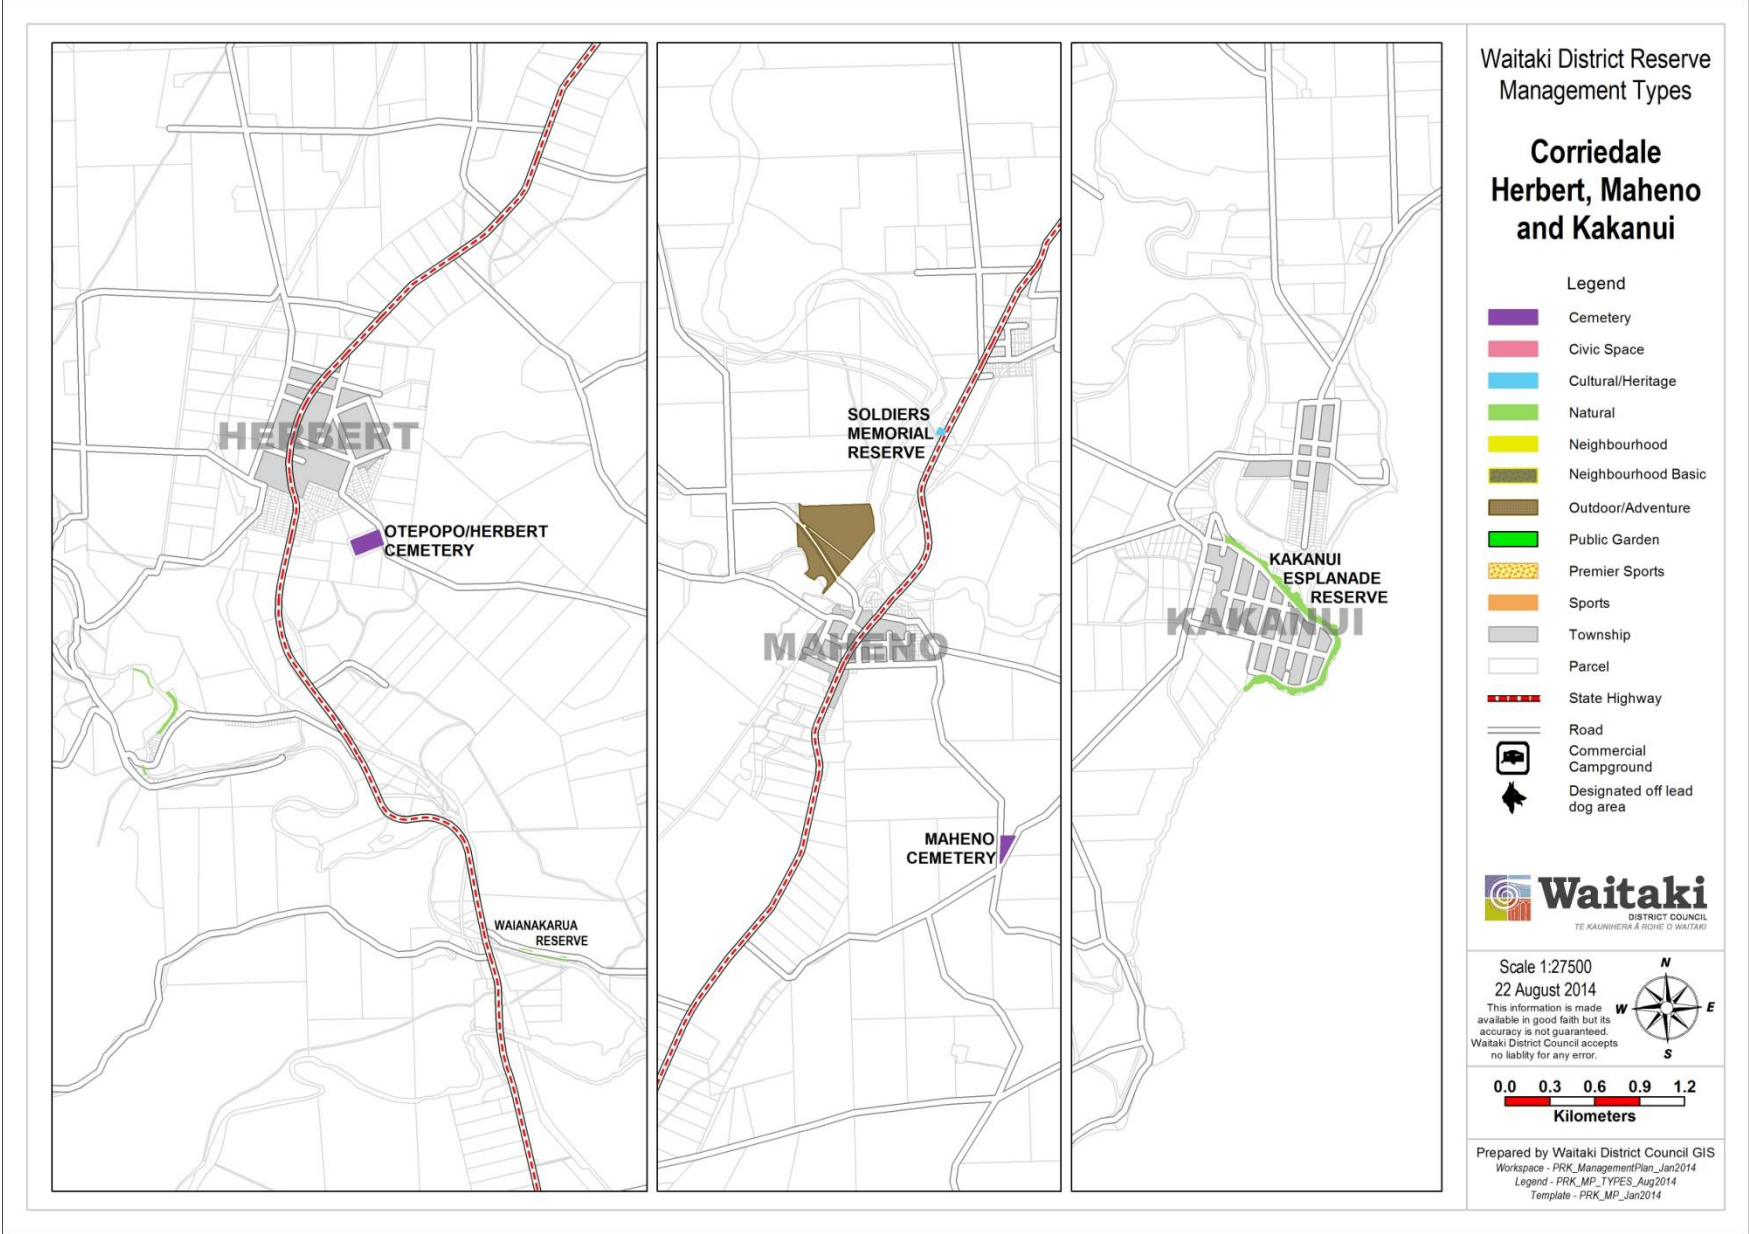 HERBERT
OTEPOPO/HERBERT
CEMETERY
WAIANAKARUA
RESERVE
SOLDIERS
MEMORIAL
RESERVE
MAHENO
MAHENO
CEMETERY
KAKANUI
ESPLANADE
RESERVE
KAKANUI
Waitaki District Reserve
Management Types
Corriedale
Herbert, Maheno
and Kakanui
Legend
Cemetery
Civic Space
Cultural/Heritage
Natural
Neighbourhood
Neighbourhood Basic
Outdoor/Adventure
Public Garden
Premier Sports
Sports
Township
Parcel
State Highway
Road
Commercial
Campground
Designated off lead
dog area
Waitaki
DISTRICT COUNCIL
TE KAUNIHERA Ā ROHE O WAITAKI
Scale 1:27500
22 August 2014
This information is made
available in good faith but its
accuracy is not guaranteed.
Waitaki District Council accepts
no liablity for any error.
N
W
E
S
0.0 0.3 0.6 0.9 1.2
Kilometers
Prepared by Waitaki District Council GIS
Workspace - PRK_ManagementPlan_Jan2014
Legend - PRK_MP_TYPES_Aug2014
Template - PRK_MP_Jan2014